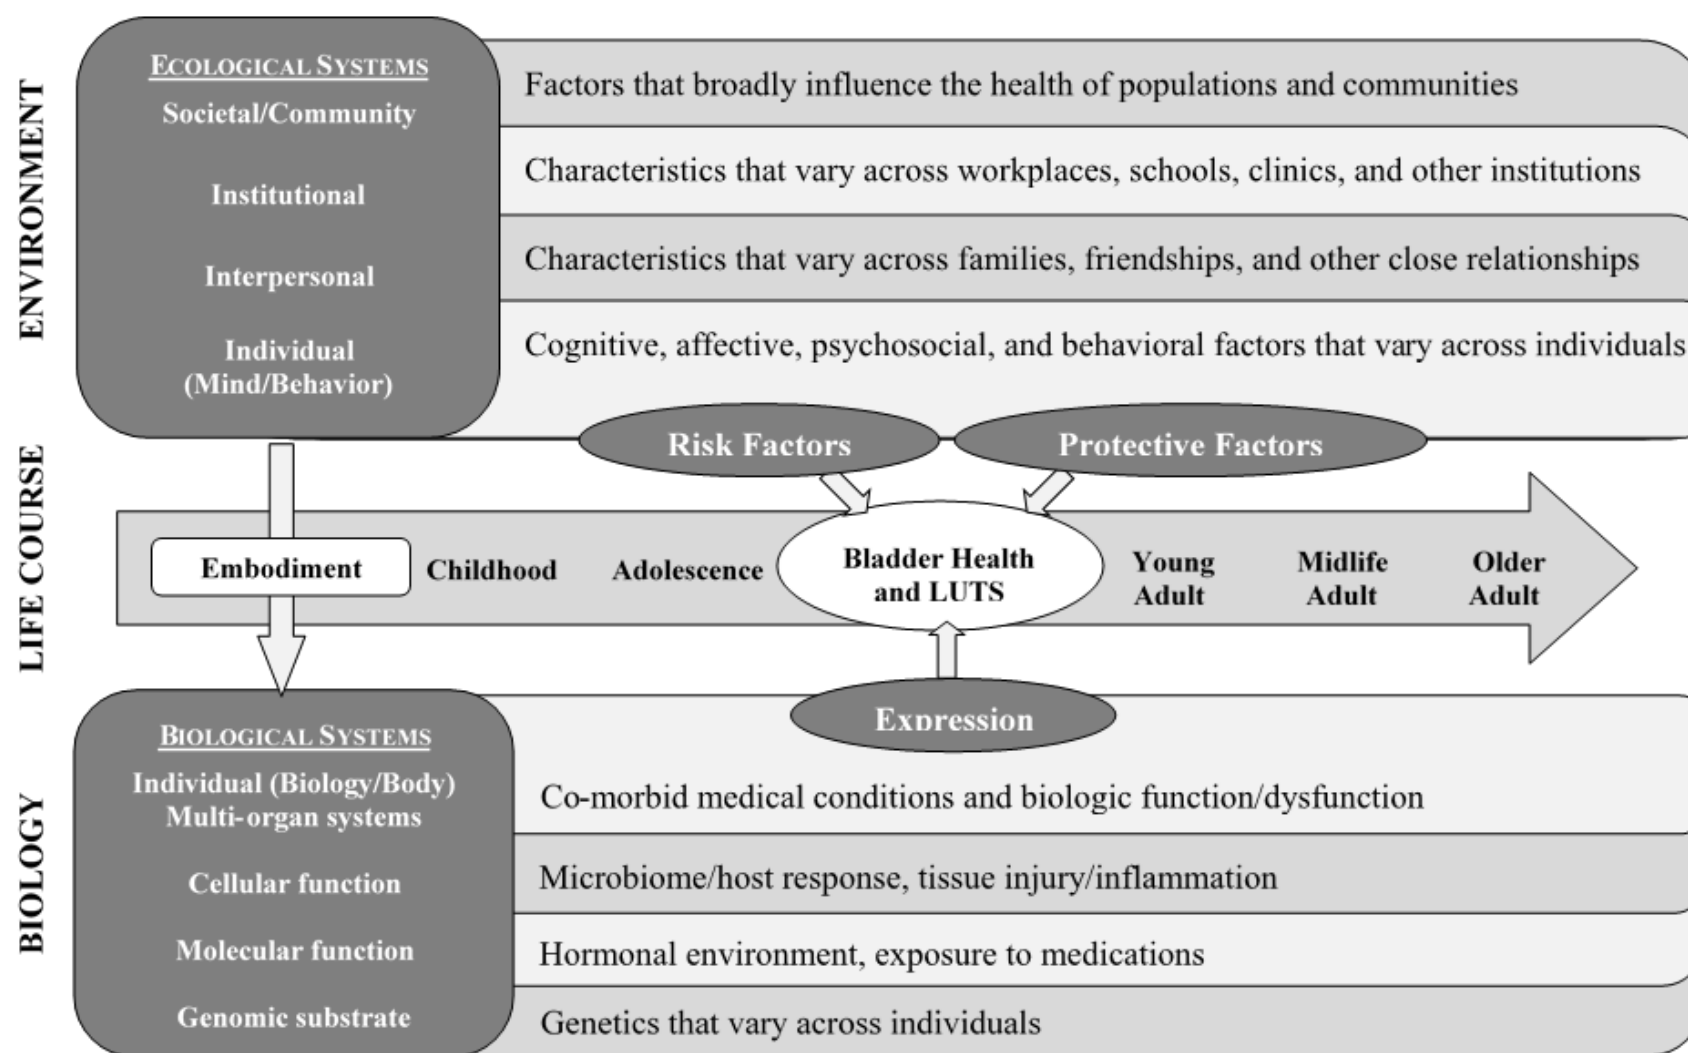 ENVIRONMENT
ECOLOGICAL SYSTEMS
Societal/Community
Factors that broadly influence the health of populations and communities
Institutional
Characteristics that vary across workplaces, schools, clinics, and other institutions
Interpersonal
Characteristics that vary across families, friendships, and other close relationships
Individual
(Mind/Behavior)
Cognitive, affective, psychosocial, and behavioral factors that vary across individuals
Risk Factors
Protective Factors
LIFE COURSE
Embodiment
Childhood
Adolescence
Bladder Health
and LUTS
Young
Adult
Midlife
Adult
Older
Adult
Expression
BIOLOGY
BIOLOGICAL SYSTEMS
Individual (Biology/Body)
Multi-organ systems
Co-morbid medical conditions and biologic function/dysfunction
Cellular function
Microbiome/host response, tissue injury/inflammation
Molecular function
Hormonal environment, exposure to medications
Genomic substrate
Genetics that vary across individuals